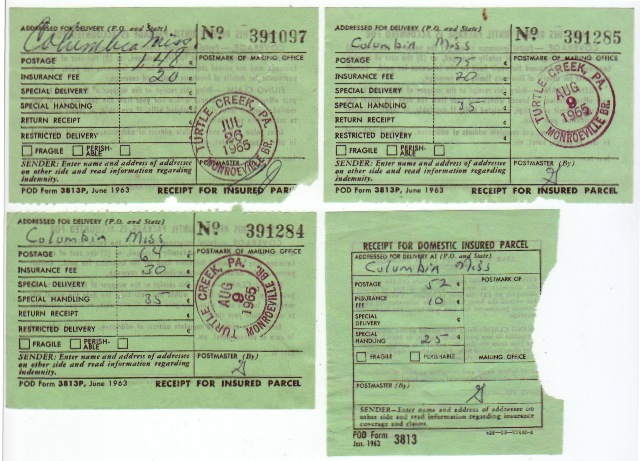 ADDRESSED FOR DELIVERY (P.O. and State)
Columbia Miss
Nº 391097
POSTAGE 148 ¢
POSTMARK OF MAILING OFFICE
INSURANCE FEE 20
SPECIAL DELIVERY ¢
SPECIAL HANDLING ¢
RETURN RECEIPT ¢
RESTRICTED DELIVERY ¢
TURTLE CREEK, PA.
JUL
26
1965
MONROEVILLE BR.
FRAGILE PERISHABLE
POSTMASTER
SENDER: Enter name and address of addressee
on other side and read information regarding
indemnity.
POD Form 3813P, June 1963 RECEIPT FOR INSURED PARCEL
ADDRESSED FOR DELIVERY (P.O. and State)
Columbia Miss
Nº 391285
POSTAGE 75 ¢
POSTMARK OF MAILING OFFICE
INSURANCE FEE 20 ¢
SPECIAL DELIVERY ¢
SPECIAL HANDLING 35 ¢
RETURN RECEIPT ¢
RESTRICTED DELIVERY ¢
TURTLE CREEK, PA.
AUG
9
1965
MONROEVILLE BR.
FRAGILE PERISHABLE
POSTMASTER (By)
SENDER: Enter name and address of addressee
on other side and read information regarding
indemnity.
POD Form 3813P, June 1963 RECEIPT FOR INSURED PARCEL
ADDRESSED FOR DELIVERY (P.O. and State)
Columbia Miss
Nº 391284
POSTAGE 64 ¢
POSTMARK OF MAILING OFFICE
INSURANCE FEE 30 ¢
SPECIAL DELIVERY ¢
SPECIAL HANDLING 35 ¢
RETURN RECEIPT ¢
RESTRICTED DELIVERY ¢
TURTLE CREEK, PA.
AUG
9
1965
MONROEVILLE BR.
FRAGILE PERISHABLE
POSTMASTER (By)
SENDER: Enter name and address of addressee
on other side and read information regarding
indemnity.
POD Form 3813P, June 1963 RECEIPT FOR INSURED PARCEL
RECEIPT FOR DOMESTIC INSURED PARCEL
ADDRESSED FOR DELIVERY AT (P.O. and State)
Columbia Miss
POSTAGE 52 ¢
POSTMARK OF
INSURANCE FEE 10 ¢
SPECIAL DELIVERY ¢
SPECIAL HANDLING 25 ¢
FRAGILE PERISHABLE MAILING OFFICE
POSTMASTER (By)
SENDER—Enter name and address of addressee on
other side and read information regarding insurance
coverage and claims.
POD Form
Jan. 1963 3813